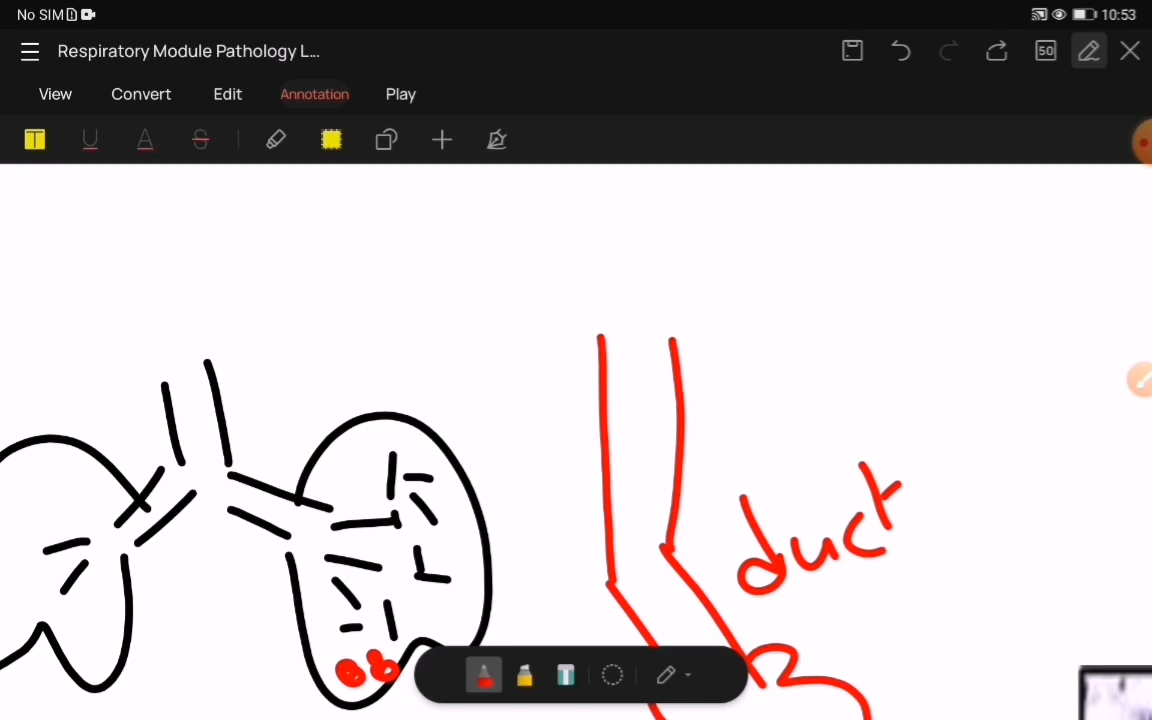 No SIM 10:53
Respiratory Module Pathology L...
50
View Convert Edit Annotation Play
T U A S
duct